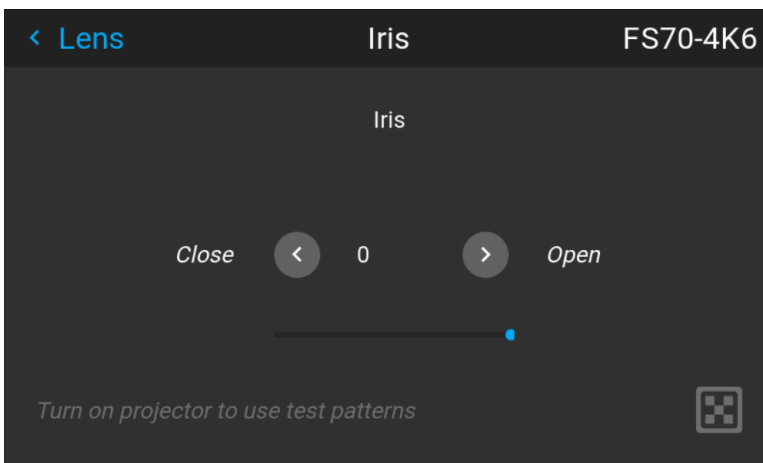 Lens Iris FS70-4K6
Iris
Close 0 Open
Turn on projector to use test patterns